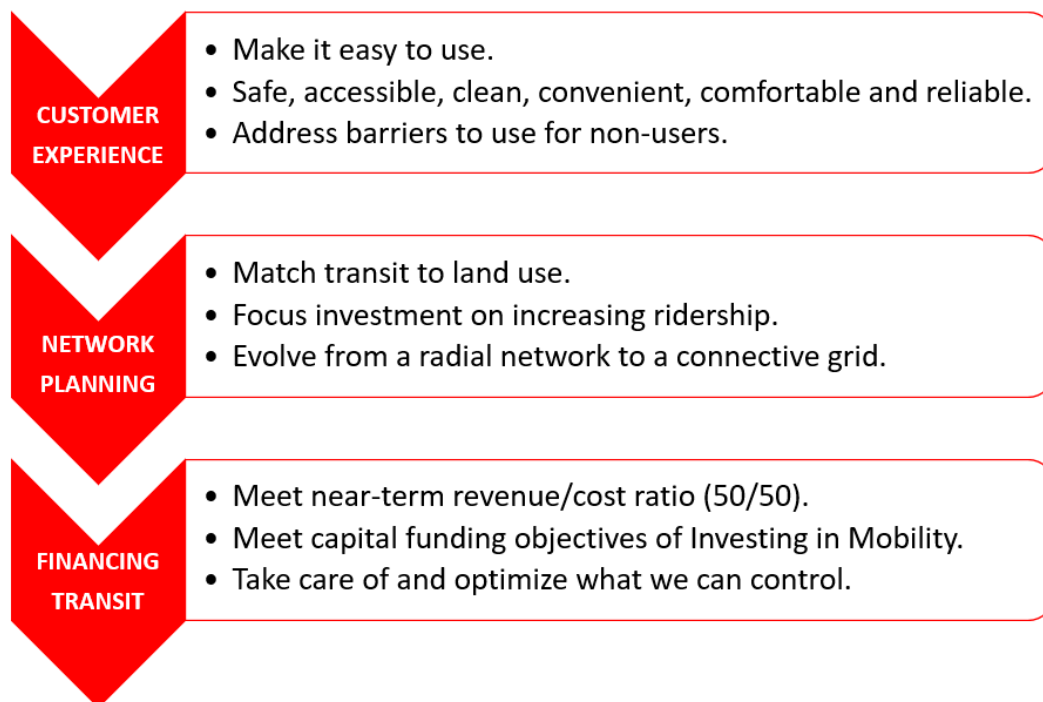 CUSTOMER
EXPERIENCE
• Make it easy to use.
• Safe, accessible, clean, convenient, comfortable and reliable.
• Address barriers to use for non-users.
NETWORK
PLANNING
• Match transit to land use.
• Focus investment on increasing ridership.
• Evolve from a radial network to a connective grid.
FINANCING
TRANSIT
• Meet near-term revenue/cost ratio (50/50).
• Meet capital funding objectives of Investing in Mobility.
• Take care of and optimize what we can control.